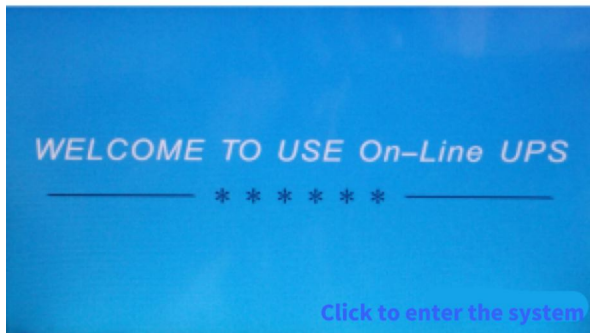 WELCOME TO USE On-Line UPS
******
Click to enter the system